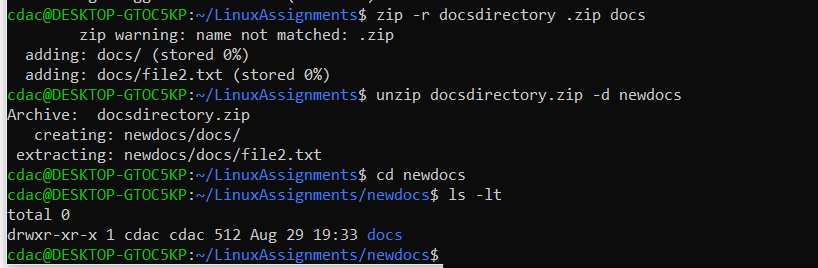 cdac@DESKTOP-GTOC5KP:~/LinuxAssignments$ zip -r docsdirectory .zip docs
        zip warning: name not matched: .zip
  adding: docs/ (stored 0%)
  adding: docs/file2.txt (stored 0%)
cdac@DESKTOP-GTOC5KP:~/LinuxAssignments$ unzip docsdirectory.zip -d newdocs
Archive:  docsdirectory.zip
   creating: newdocs/docs/
 extracting: newdocs/docs/file2.txt
cdac@DESKTOP-GTOC5KP:~/LinuxAssignments$ cd newdocs
cdac@DESKTOP-GTOC5KP:~/LinuxAssignments/newdocs$ ls -lt
total 0
drwxr-xr-x 1 cdac cdac 512 Aug 29 19:33 docs
cdac@DESKTOP-GTOC5KP:~/LinuxAssignments/newdocs$